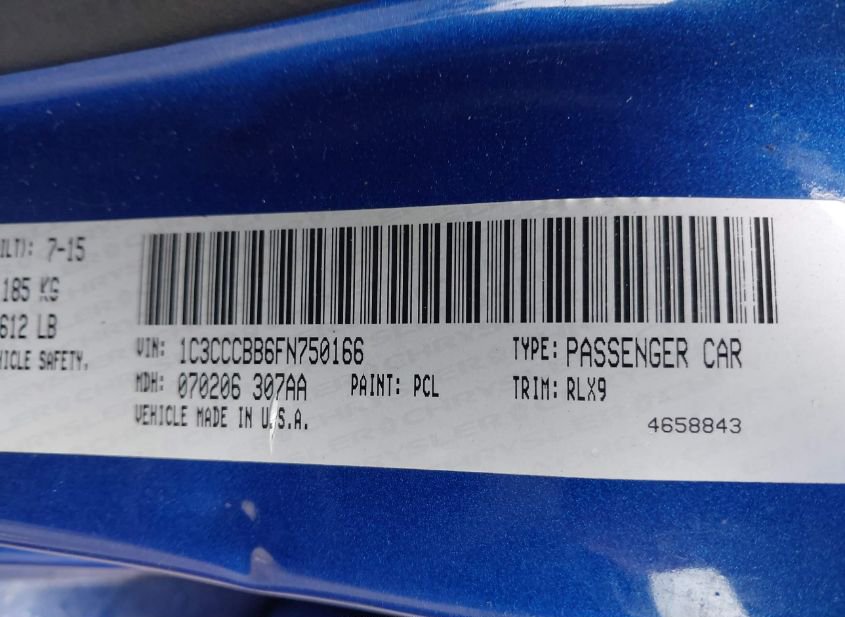 ILT): 7-15
185 KG
612 LB
HICLE SAFETY.
VIN: 1C3CCCBB6FN750166 TYPE: PASSENGER CAR
MDH: 070206 307AA PAINT: PCL TRIM: RLX9
VEHICLE MADE IN U.S.A.
4658843